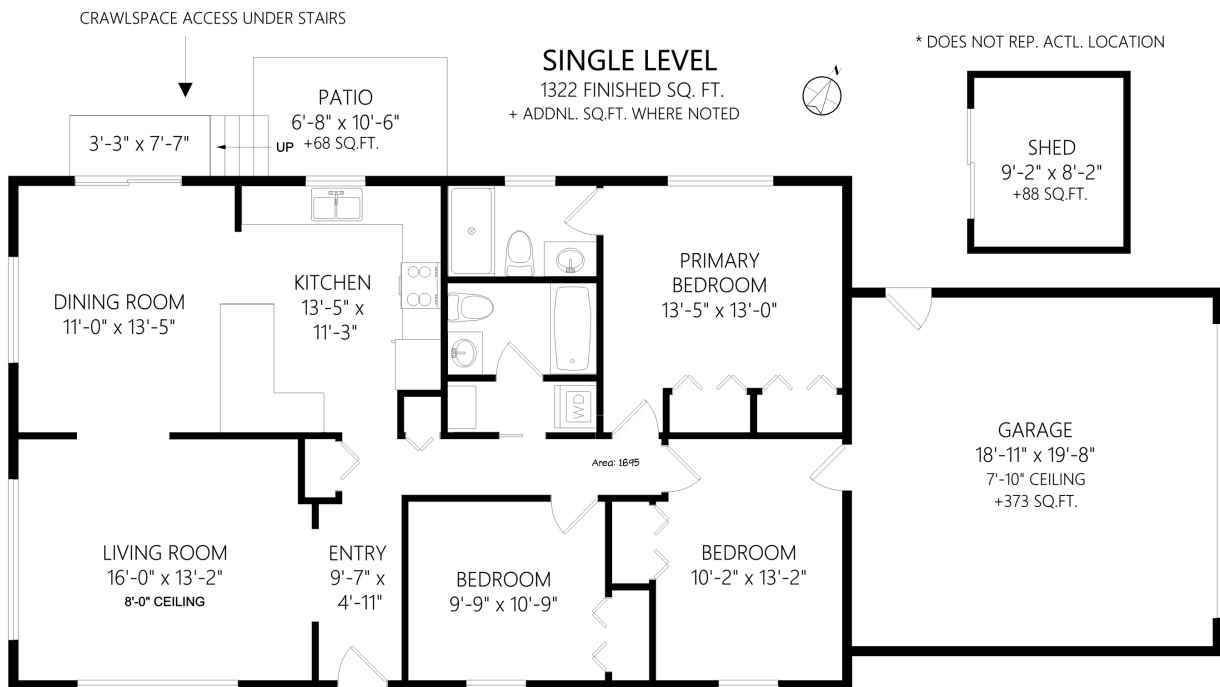 CRAWLSPACE ACCESS UNDER STAIRS
SINGLE LEVEL
1322 FINISHED SQ. FT.
+ ADDNL. SQ.FT. WHERE NOTED
N
* DOES NOT REP. ACTL. LOCATION
PATIO
6'-8" x 10'-6"
+68 SQ.FT.
3'-3" x 7'-7"
UP
SHED
9'-2" x 8'-2"
+88 SQ.FT.
DINING ROOM
11'-0" x 13'-5"
KITCHEN
13'-5" x
11'-3"
PRIMARY
BEDROOM
13'-5" x 13'-0"
WD
Area: 1695
GARAGE
18'-11" x 19'-8"
7'-10" CEILING
+373 SQ.FT.
LIVING ROOM
16'-0" x 13'-2"
8'-0" CEILING
ENTRY
9'-7" x
4'-11"
BEDROOM
9'-9" x 10'-9"
BEDROOM
10'-2" x 13'-2"